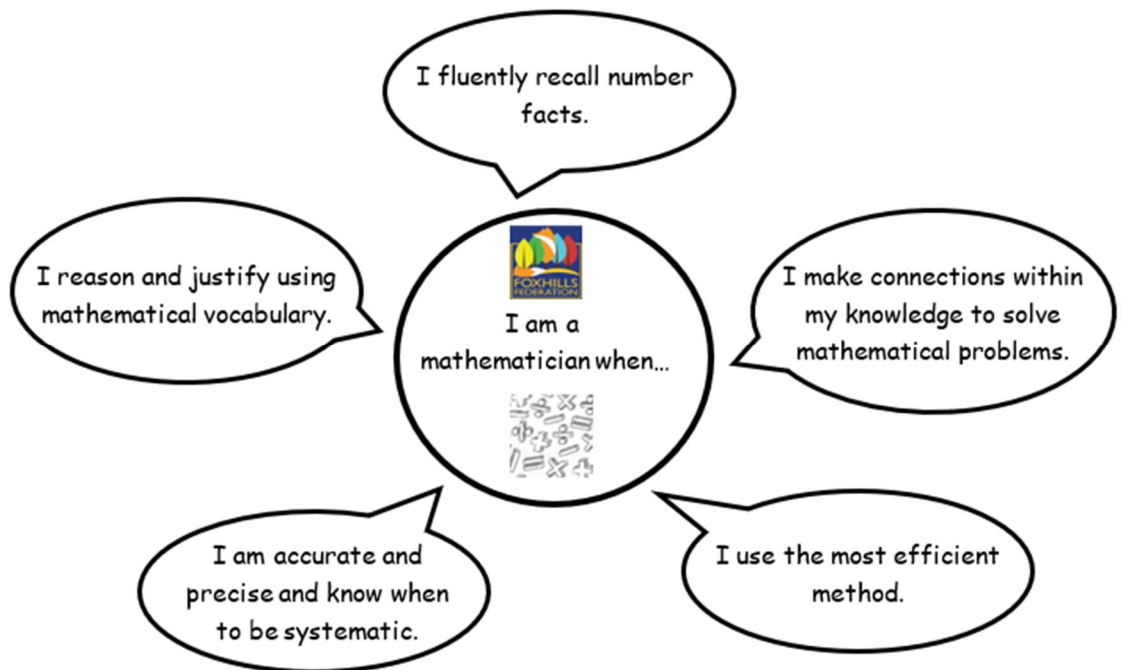 I fluently recall number
facts.
I reason and justify using
mathematical vocabulary.
FOXHILLS
FEDERATION
I am a
mathematician when...
I make connections within
my knowledge to solve
mathematical problems.
I am accurate and
precise and know when
to be systematic.
I use the most efficient
method.